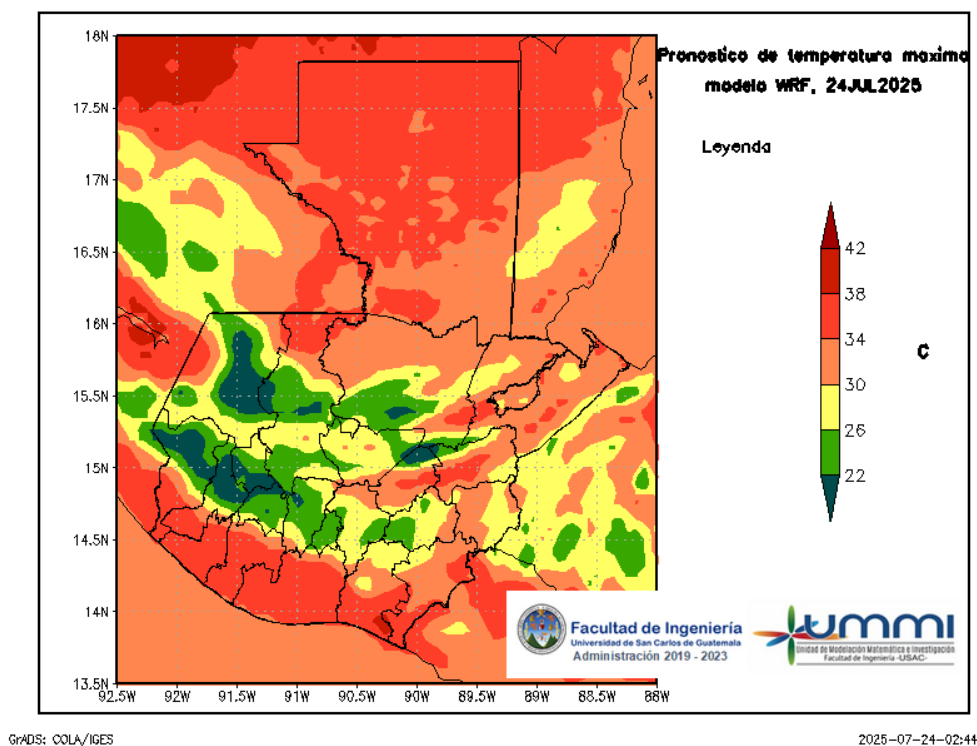 Pronostico de temperatura maxima
modelo WRF, 24JUL2025
Leyenda
42
38
34
30
26
22
C
18N
17.5N
17N
16.5N
16N
15.5N
15N
14.5N
14N
13.5N
92.5W 92W 91.5W 91W 90.5W 90W 89.5W 89W 88.5W 88W
Facultad de Ingeniería
Universidad de San Carlos de Guatemala
Administración 2019 - 2023
ummi
Unidad de Modelación Matemática e Investigación
Facultad de Ingeniería -USAC-
GrADS: COLA/IGES
2025-07-24-02:44